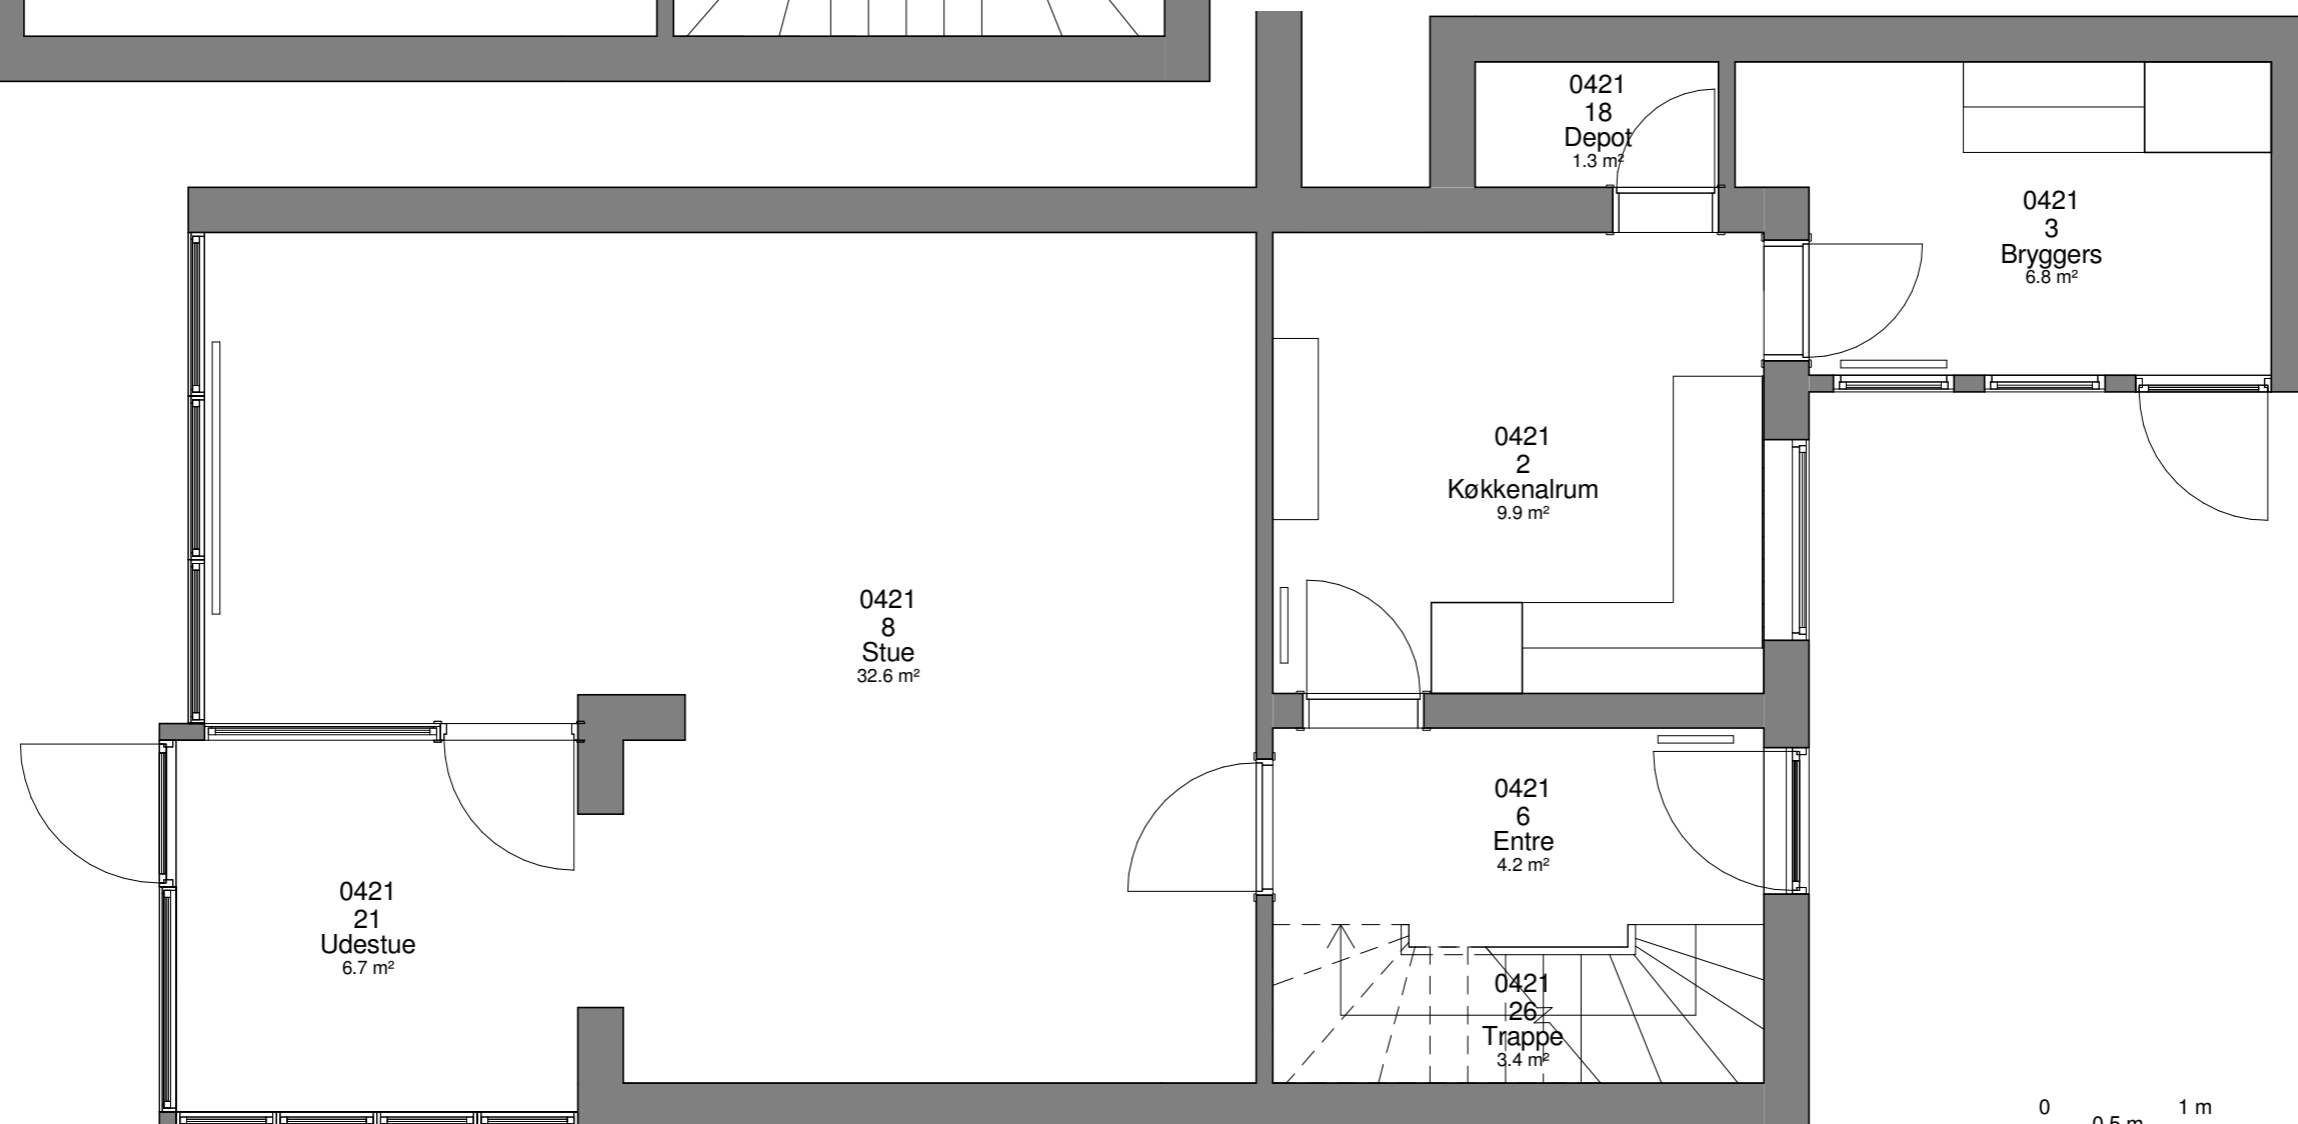 0421
18
Depot
1.3 m²
0421
3
Bryggers
6.8 m²
0421
2
Køkkenalrum
9.9 m²
0421
8
Stue
32.6 m²
0421
6
Entre
4.2 m²
0421
21
Udestue
6.7 m²
0421
26
Trappe
3.4 m²
0 1 m
0.5 m